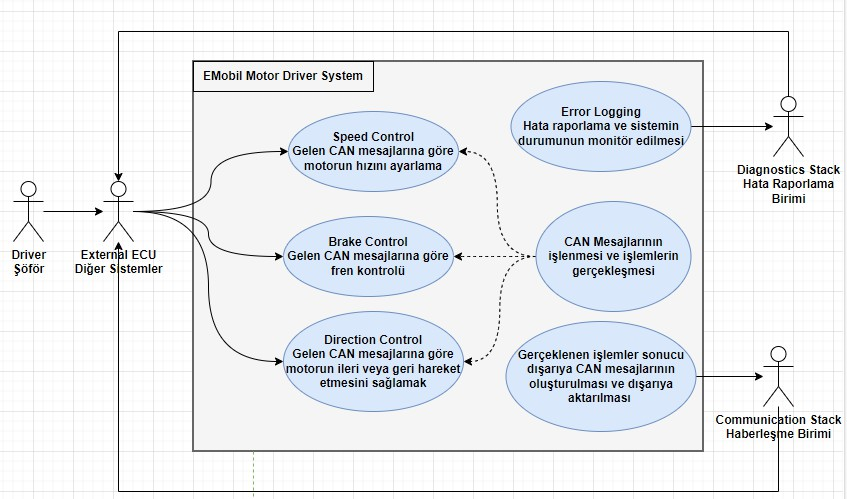 EMobil Motor Driver System
Speed Control
Gelen CAN mesajlarına göre
motorun hızını ayarlama
Error Logging
Hata raporlama ve sistemin
durumunun monitör edilmesi
Diagnostics Stack
Hata Raporlama
Birimi
Driver
Şöför
External ECU
Diğer Sistemler
Brake Control
Gelen CAN mesajlarına göre
fren kontrolü
CAN Mesajlarının
işlenmesi ve işlemlerin
gerçekleşmesi
Direction Control
Gelen CAN mesajlarına göre
motorun ileri veya geri hareket
etmesini sağlamak
Gerçeklenen işlemler sonucu
dışarıya CAN mesajlarının
oluşturulması ve dışarıya
aktarılması
Communication Stack
Haberleşme Birimi